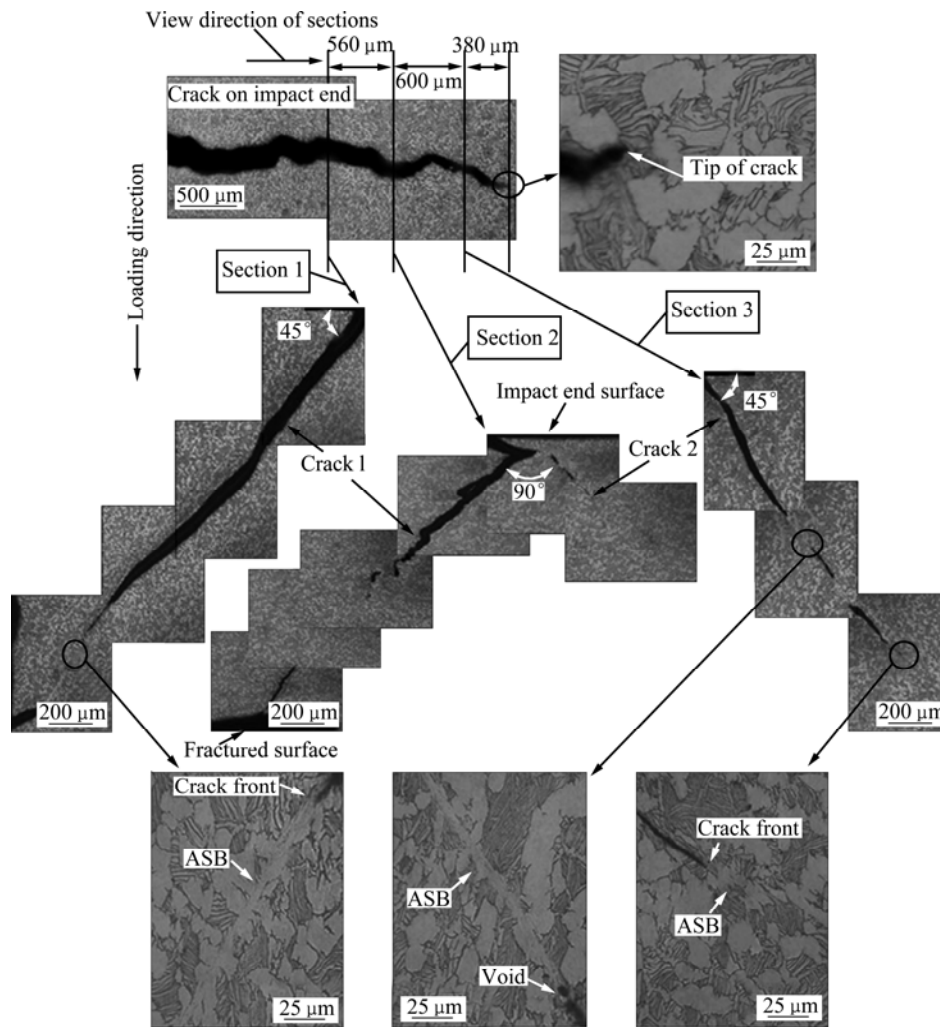 View direction of sections
560 μm
380 μm
600 μm
Crack on impact end
Tip of crack
500 μm
25 μm
Loading direction
Section 1
Section 2
Section 3
45°
Impact end surface
45°
Crack 1
Crack 2
90°
200 μm
200 μm
200 μm
Fractured surface
Crack front
ASB
25 μm
ASB
Void
25 μm
Crack front
ASB
25 μm